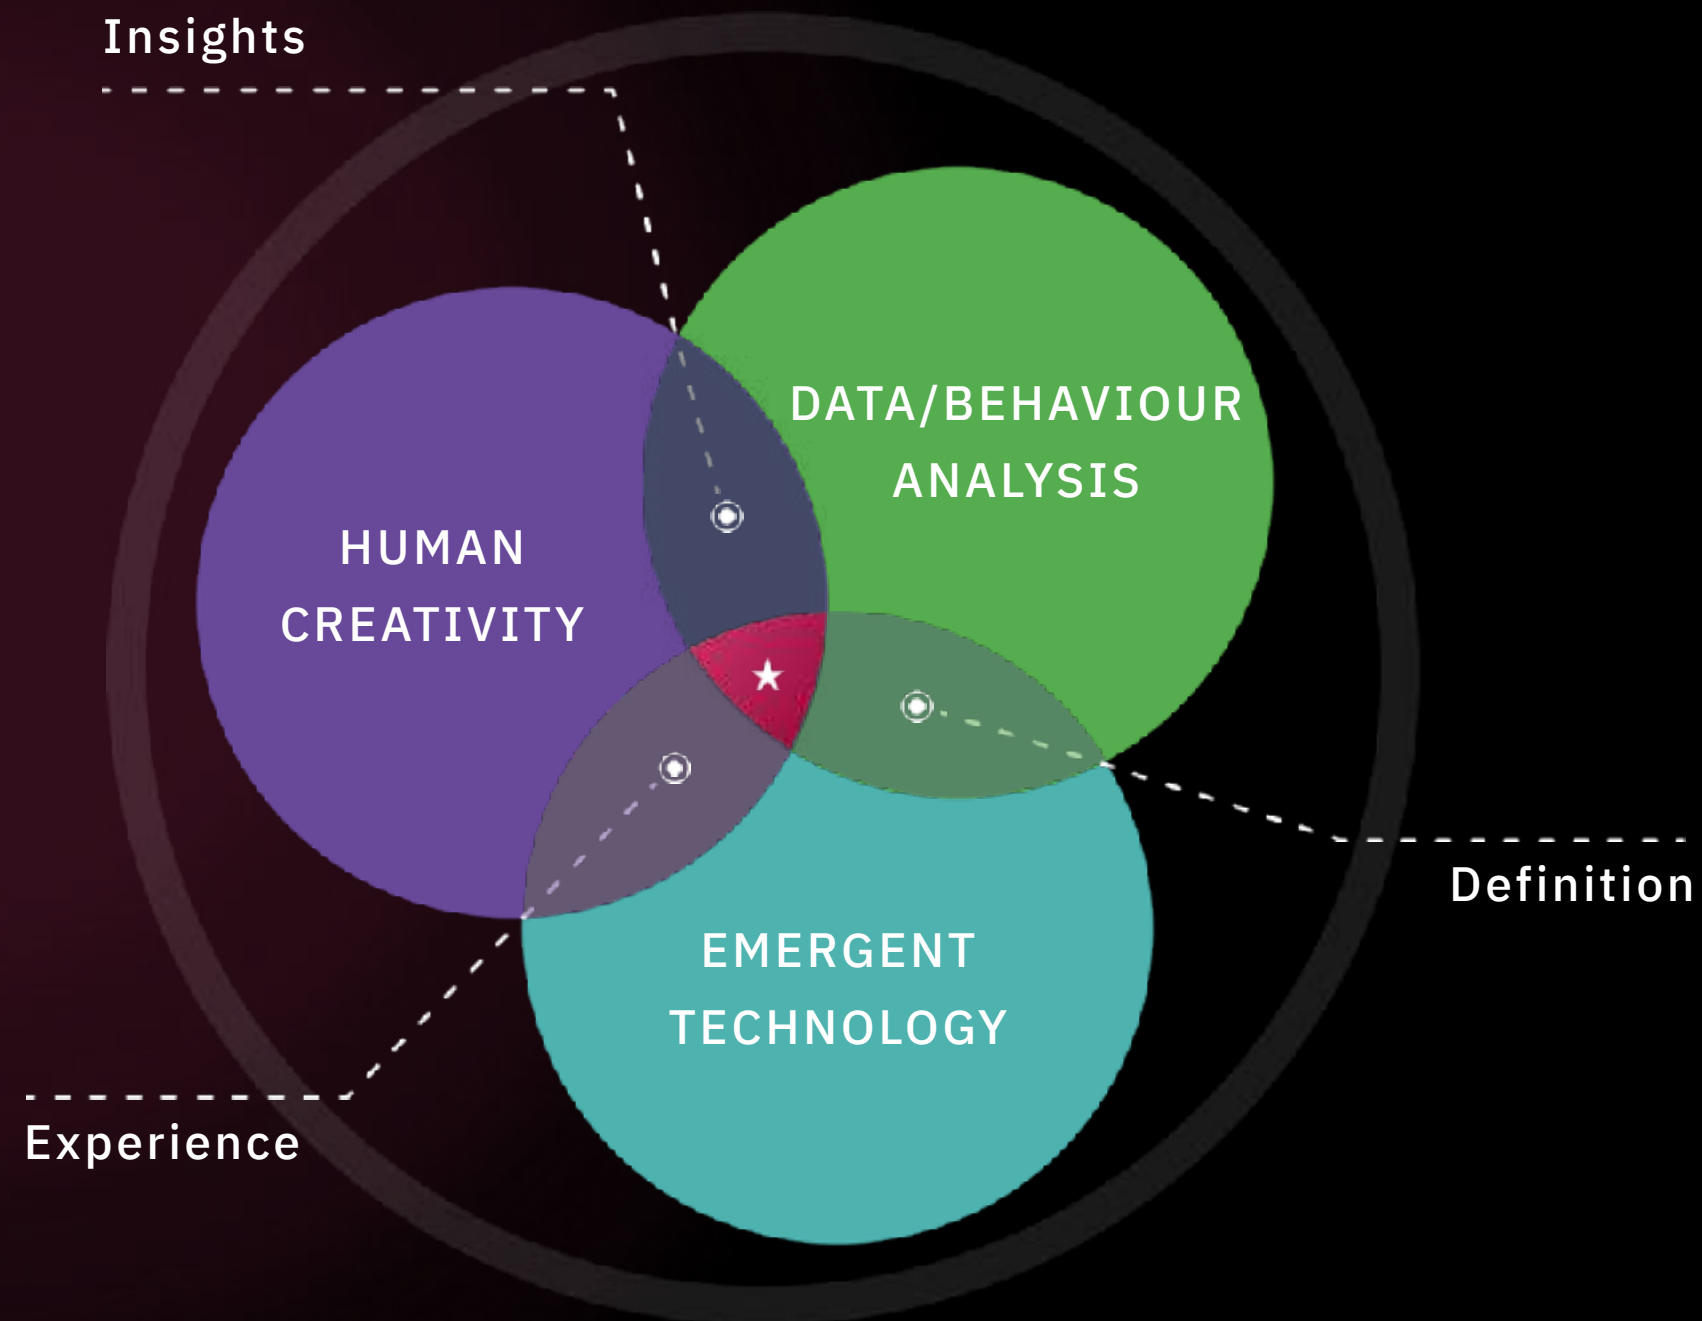 Insights
DATA/BEHAVIOUR
ANALYSIS
HUMAN
CREATIVITY
Definition
EMERGENT
TECHNOLOGY
Experience